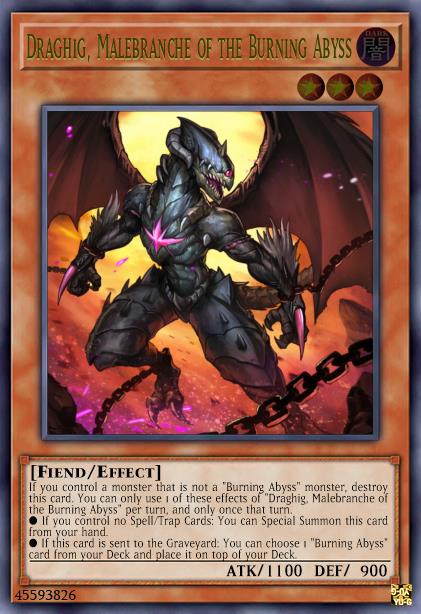 Draghig, Malebranche of the Burning Abyss
DARK
闇
[Fiend/Effect]
If you control a monster that is not a "Burning Abyss" monster, destroy
this card. You can only use 1 of these effects of "Draghig, Malebranche of
the Burning Abyss" per turn, and only once that turn.
● If you control no Spell/Trap Cards: You can Special Summon this card
from your hand.
● If this card is sent to the Graveyard: You can choose 1 "Burning Abyss"
card from your Deck and place it on top of your Deck.
ATK/1100 DEF/ 900
45593826